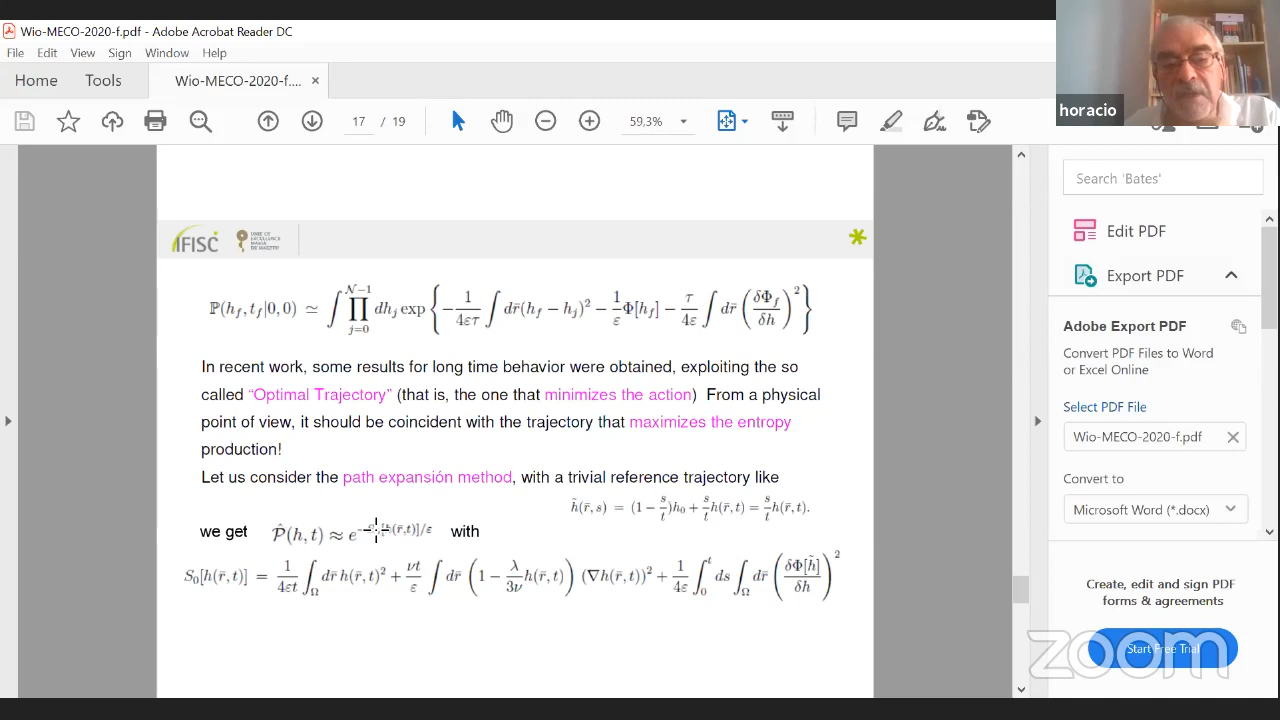 Wio-MECO-2020-f.pdf - Adobe Acrobat Reader DC
File Edit View Sign Window Help
Home Tools Wio-MECO-2020-f.... ×
17 / 19 59,3%
horacio
IFISC
ℙ(h_f, t_f|0,0) ≃ ∫ ∏_{j=0}^{N−1} dh_j exp { −1/(4ετ) ∫ dr̄(h_f − h_j)² − 1/ε Φ[h_f] − τ/(4ε) ∫ dr̄ (δΦ_f/δh)² }
In recent work, some results for long time behavior were obtained, exploiting the so
called “Optimal Trajectory” (that is, the one that minimizes the action) From a physical
point of view, it should be coincident with the trajectory that maximizes the entropy
production!
Let us consider the path expansión method, with a trivial reference trajectory like
h̃(r̄, s) = (1 − s/t)h₀ + s/t h(r̄, t) = s/t h(r̄, t).
we get P̂(h, t) ≈ e with
S₀[h(r̄, t)] = 1/(4εt) ∫_Ω dr̄ h(r̄, t)² + νt/ε ∫ dr̄ (1 − λ/(3ν) h(r̄, t)) (∇h(r̄, t))² + 1/(4ε) ∫₀ᵗ ds ∫_Ω dr̄ (δΦ[h̃]/δh)²
Search 'Bates'
Edit PDF
Export PDF
Adobe Export PDF
Convert PDF Files to Word
or Excel Online
Select PDF File
Wio-MECO-2020-f.pdf
Convert to
Microsoft Word (*.docx)
Create, edit and sign PDF
forms & agreements
Start Free Trial
zoom